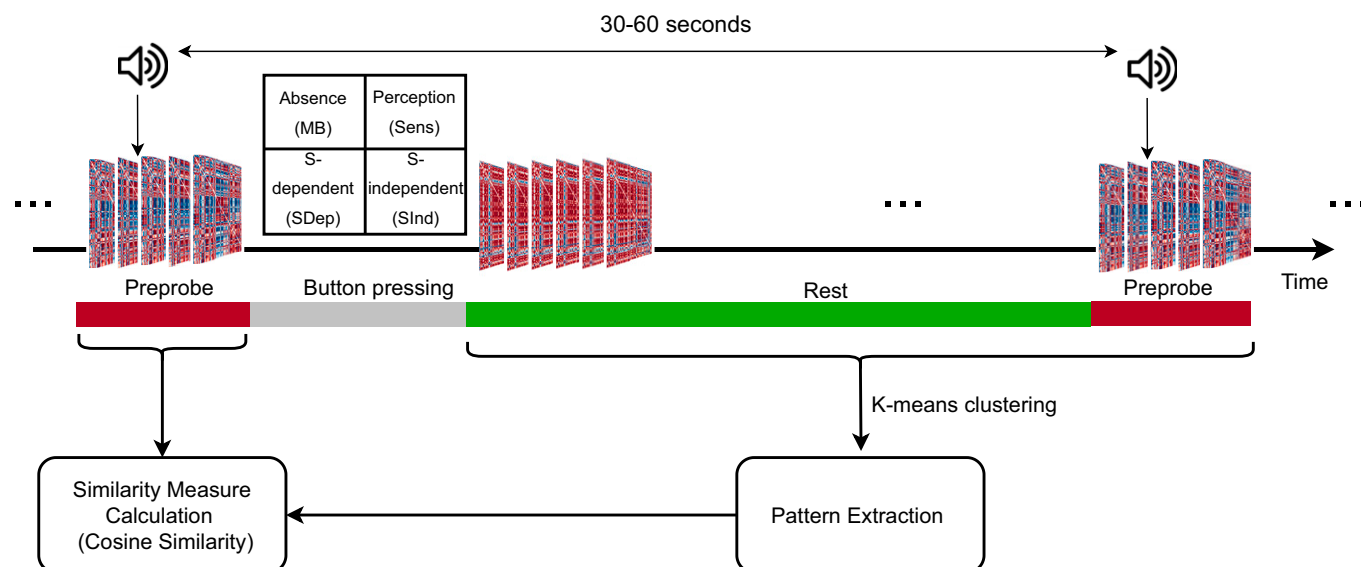 30-60 seconds
Absence
(MB)
Perception
(Sens)
S-
dependent
(SDep)
S-
independent
(SInd)
...
...
...
Preprobe
Button pressing
Rest
Preprobe
Time
K-means clustering
Similarity Measure
Calculation
(Cosine Similarity)
Pattern Extraction